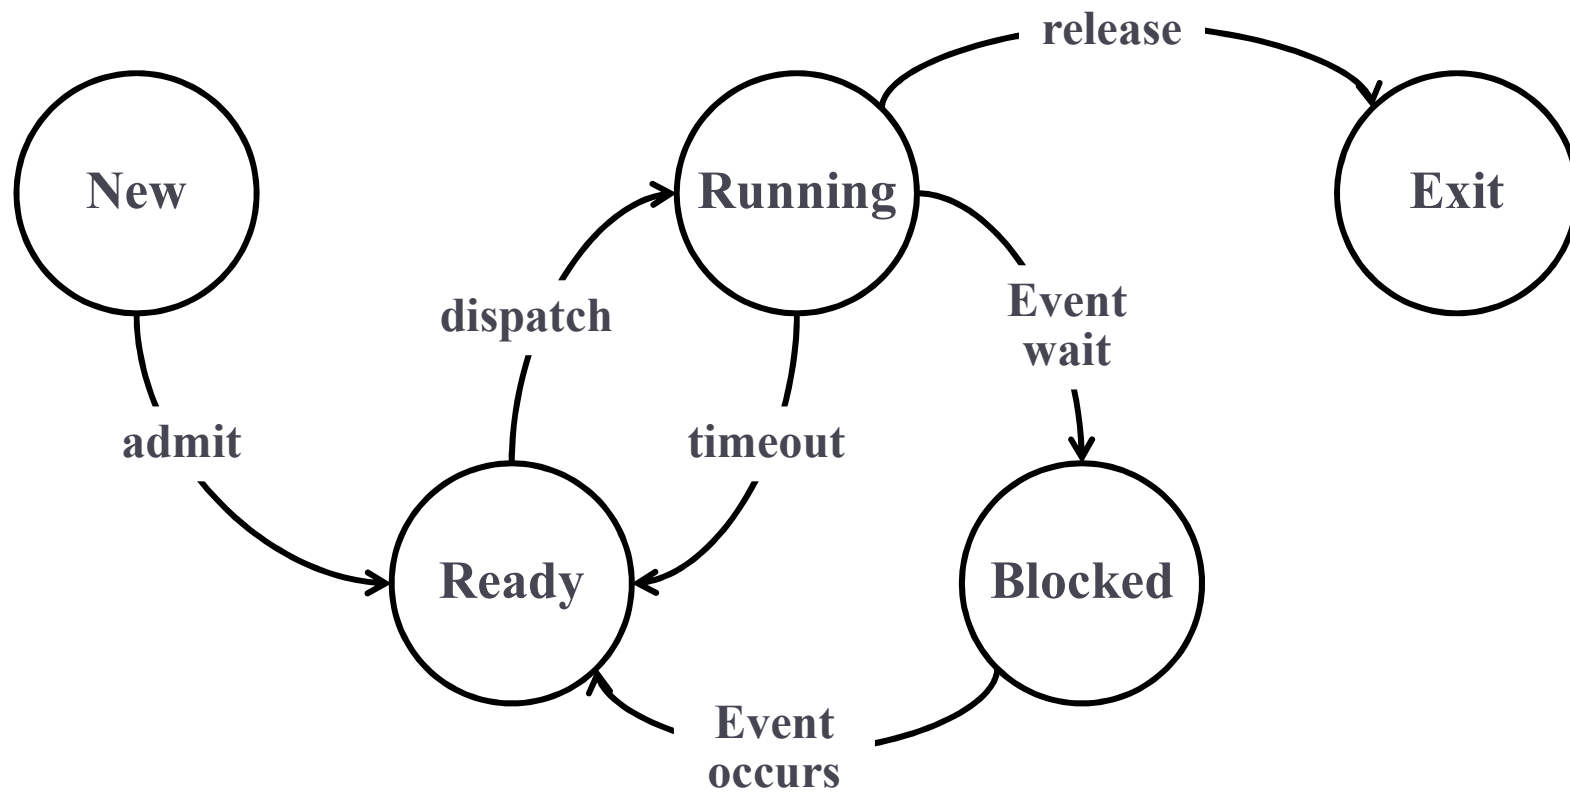 release
New
Running
Exit
dispatch
Event
wait
admit
timeout
Ready
Blocked
Event
occurs